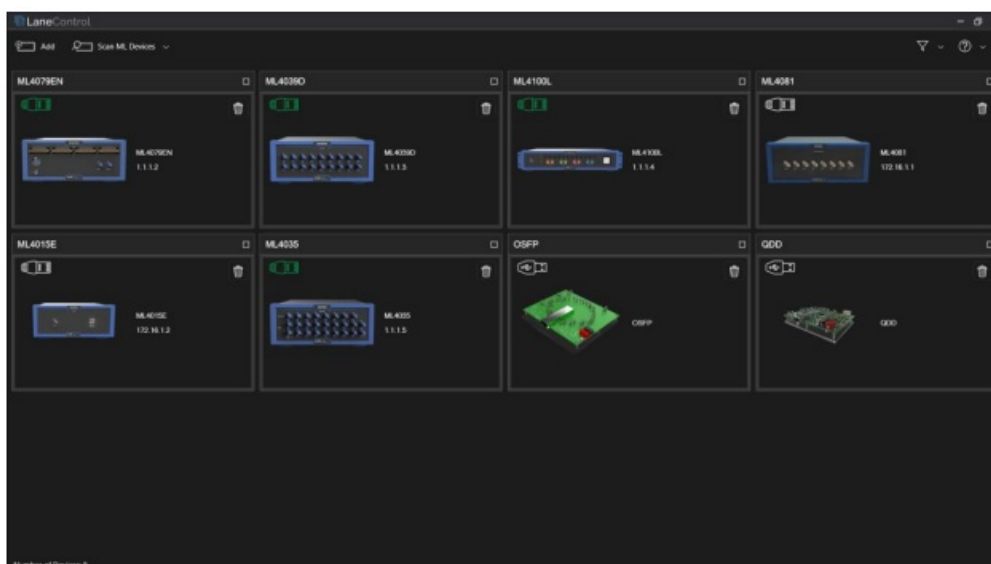 LaneControl
Add Scan ML Devices
ML4079EN ML4039D ML4100L ML4081
ML4079EN
1.1.1.2
ML4039D
1.1.1.3
ML4100L
1.1.1.4
ML4081
172.16.1.1
ML4015E ML4035 OSFP QDD
ML4015E
172.16.1.2
ML4035
1.1.1.5
OSFP
QDD